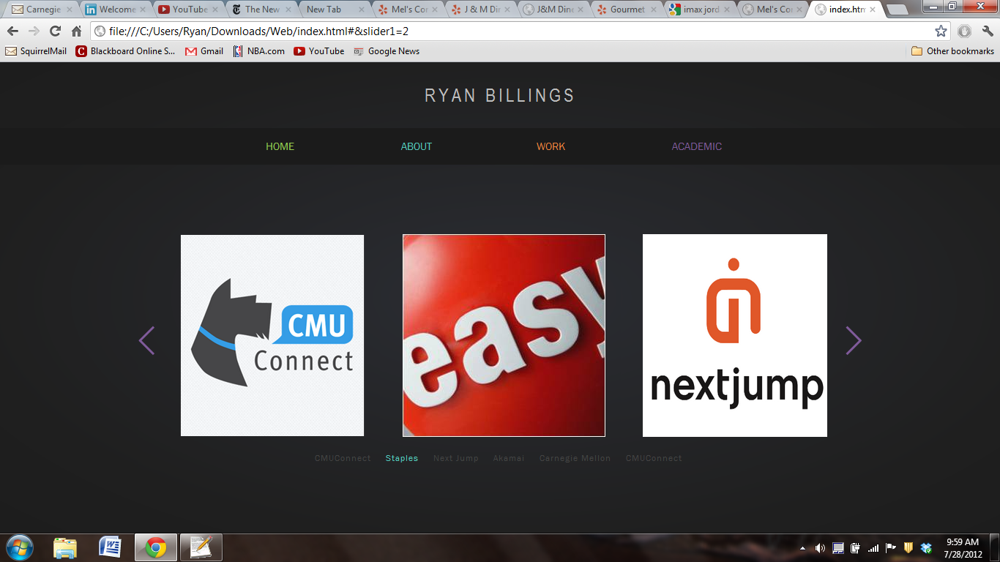 Carnegie
Welcome
YouTube
The New
New Tab
Mel's Cor
J & M Din
J&M Dine
Gourmet
imax jord
Mel's Cor
index.htm
file:///C:/Users/Ryan/Downloads/Web/index.html#&slider1=2
SquirrelMail
Blackboard Online S...
Gmail
NBA.com
YouTube
Google News
Other bookmarks
RYAN BILLINGS
HOME
ABOUT
WORK
ACADEMIC
CMU
Connect
easy
nextjump
CMUConnect
Staples
Next Jump
Akamai
Carnegie Mellon
CMUConnect
9:59 AM
7/28/2012